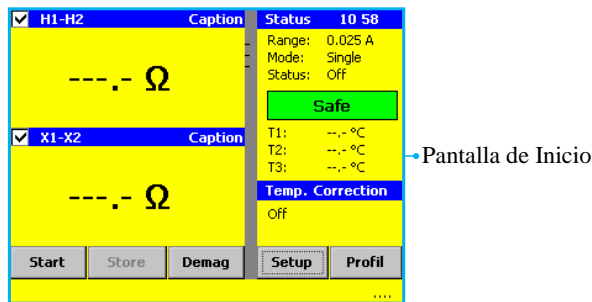 H1-H2 Caption
---.- Ω
X1-X2 Caption
---.- Ω
Status 10 58
Range: 0.025 A
Mode: Single
Status: Off
Safe
T1: --.- °C
T2: --.- °C
T3: --.- °C
Temp. Correction
Off
Start Store Demag Setup Profil
....
Pantalla de Inicio